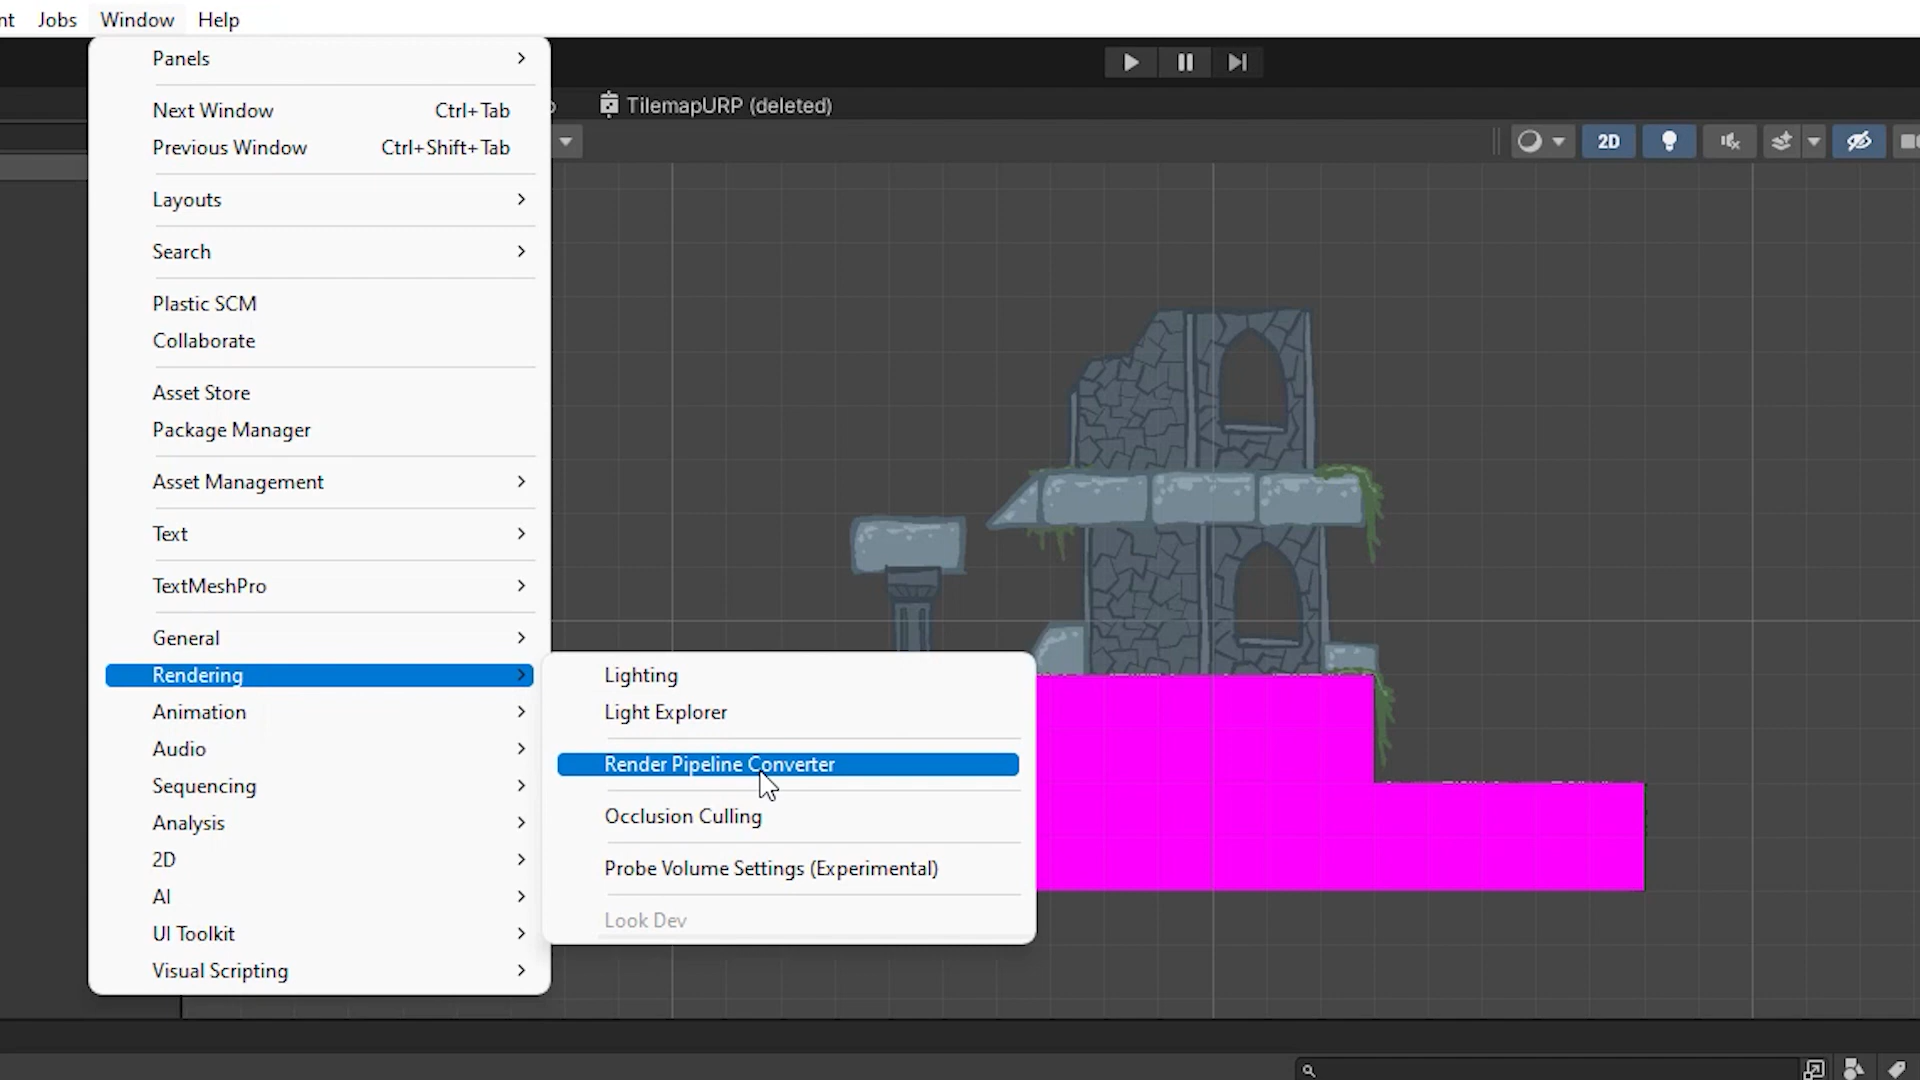 nt Jobs Window Help
Panels
Next Window Ctrl+Tab
Previous Window Ctrl+Shift+Tab
Layouts
Search
Plastic SCM
Collaborate
Asset Store
Package Manager
Asset Management
Text
TextMeshPro
General
Rendering
Animation
Audio
Sequencing
Analysis
2D
AI
UI Toolkit
Visual Scripting
Lighting
Light Explorer
Render Pipeline Converter
Occlusion Culling
Probe Volume Settings (Experimental)
Look Dev
TilemapURP (deleted)
2D